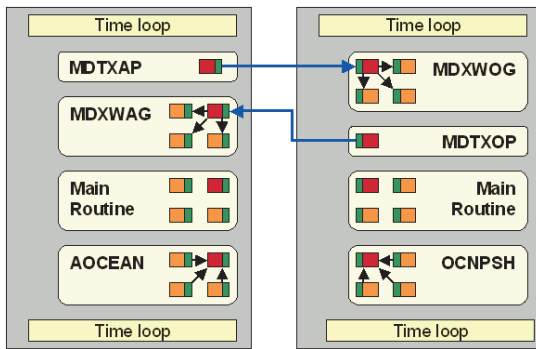 Time loop
MDTXAP
MDXWAG
Main
Routine
AOCEAN
Time loop
Time loop
MDXWOG
MDTXOP
Main
Routine
OCNPSH
Time loop